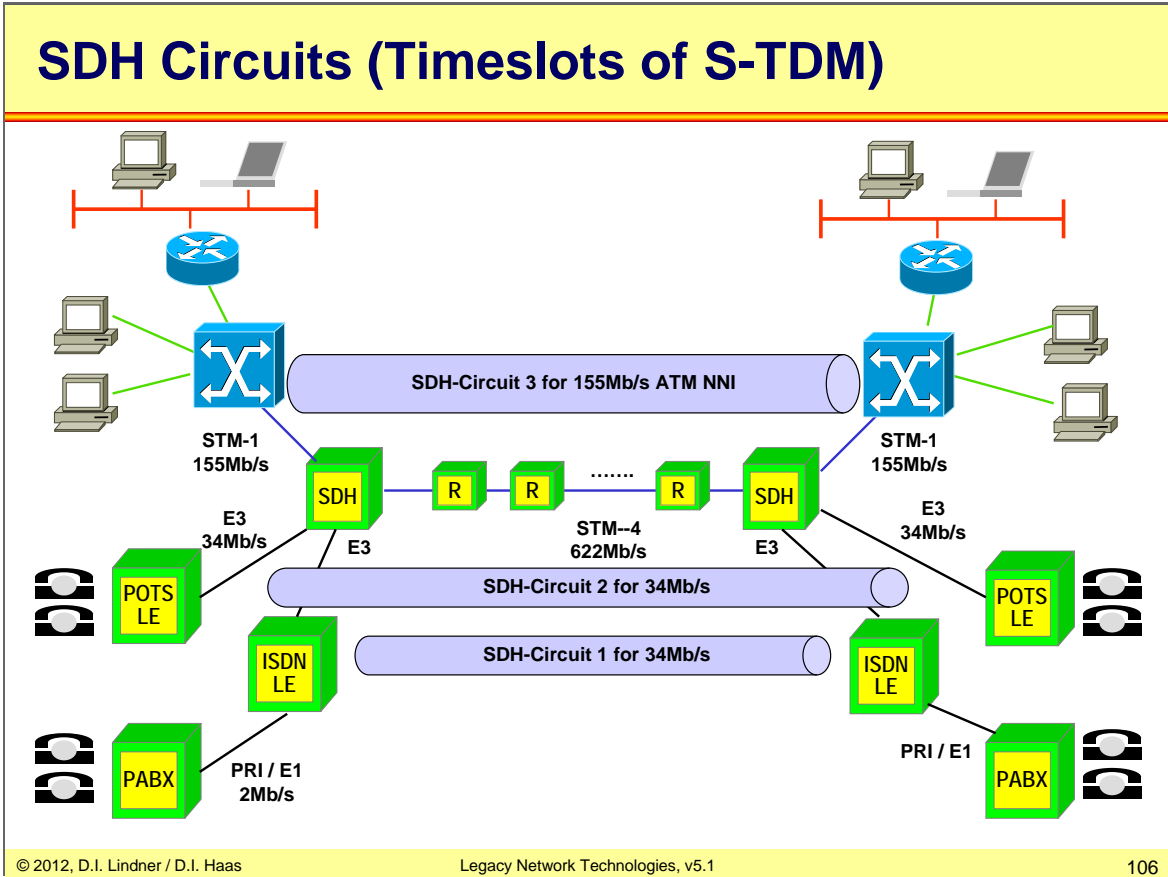 SDH Circuits (Timeslots of S-TDM)
SDH-Circuit 3 for 155Mb/s ATM NNI
STM-1
155Mb/s
STM-1
155Mb/s
SDH
R
R
.......
R
SDH
E3
34Mb/s
E3
STM--4
622Mb/s
E3
E3
34Mb/s
POTS
LE
SDH-Circuit 2 for 34Mb/s
POTS
LE
ISDN
LE
SDH-Circuit 1 for 34Mb/s
ISDN
LE
PABX
PRI / E1
2Mb/s
PRI / E1
PABX
© 2012, D.I. Lindner / D.I. Haas
Legacy Network Technologies, v5.1
106